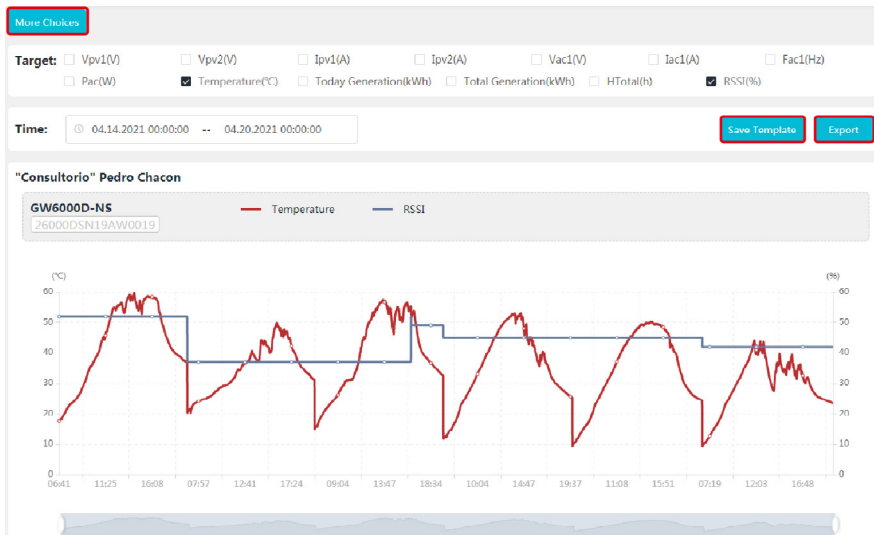 More Choices
Target: Vpv1(V) Vpv2(V) Ipv1(A) Ipv2(A) Vac1(V) Iac1(A) Fac1(Hz)
Pac(W) Temperature(℃) Today Generation(kWh) Total Generation(kWh) HTotal(h) RSSI(%)
Time: 04.14.2021 00:00:00 -- 04.20.2021 00:00:00 Save Template Export
"Consultorio" Pedro Chacon
GW6000D-NS Temperature RSSI
26000DSN19AW0019
(℃) (%)
60 60
50 50
40 40
30 30
20 20
10 10
0 0
06:41 11:25 16:08 07:57 12:41 17:24 09:04 13:47 18:34 10:04 14:47 19:37 11:08 15:51 07:19 12:03 16:48